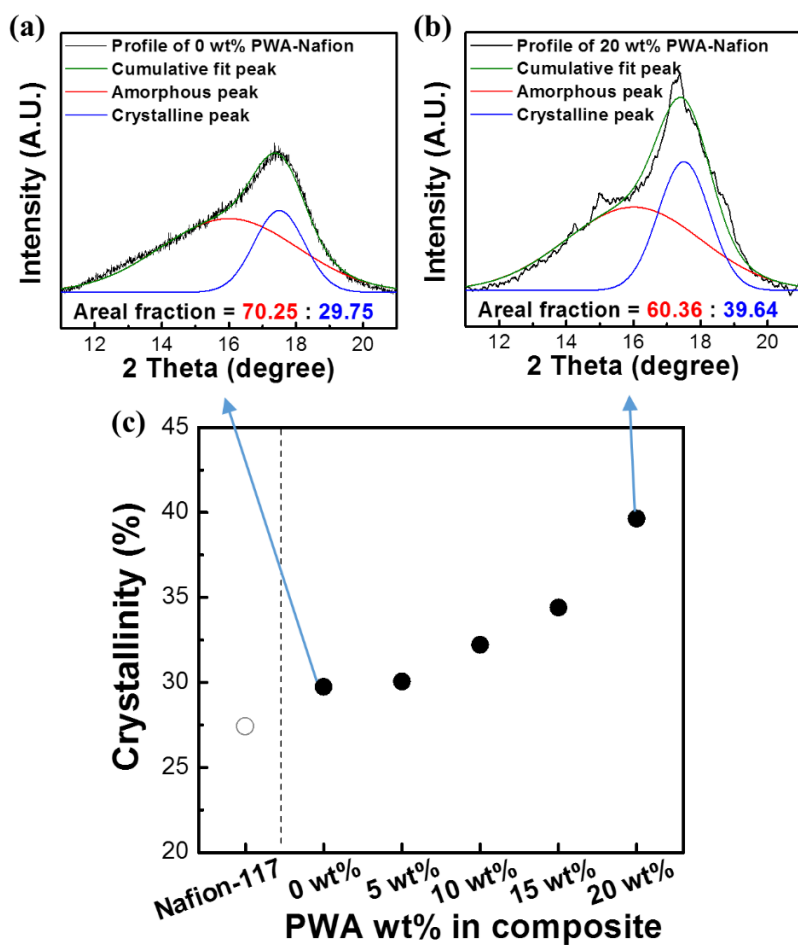 (a)
Profile of 0 wt% PWA-Nafion
Cumulative fit peak
Amorphous peak
Crystalline peak
Intensity (A.U.)
Areal fraction = 70.25 : 29.75
12 14 16 18 20
2 Theta (degree)
(b)
Profile of 20 wt% PWA-Nafion
Cumulative fit peak
Amorphous peak
Crystalline peak
Intensity (A.U.)
Areal fraction = 60.36 : 39.64
12 14 16 18 20
2 Theta (degree)
(c)
45
40
35
30
25
20
Crystallinity (%)
Nafion-117 0 wt% 5 wt% 10 wt% 15 wt% 20 wt%
PWA wt% in composite